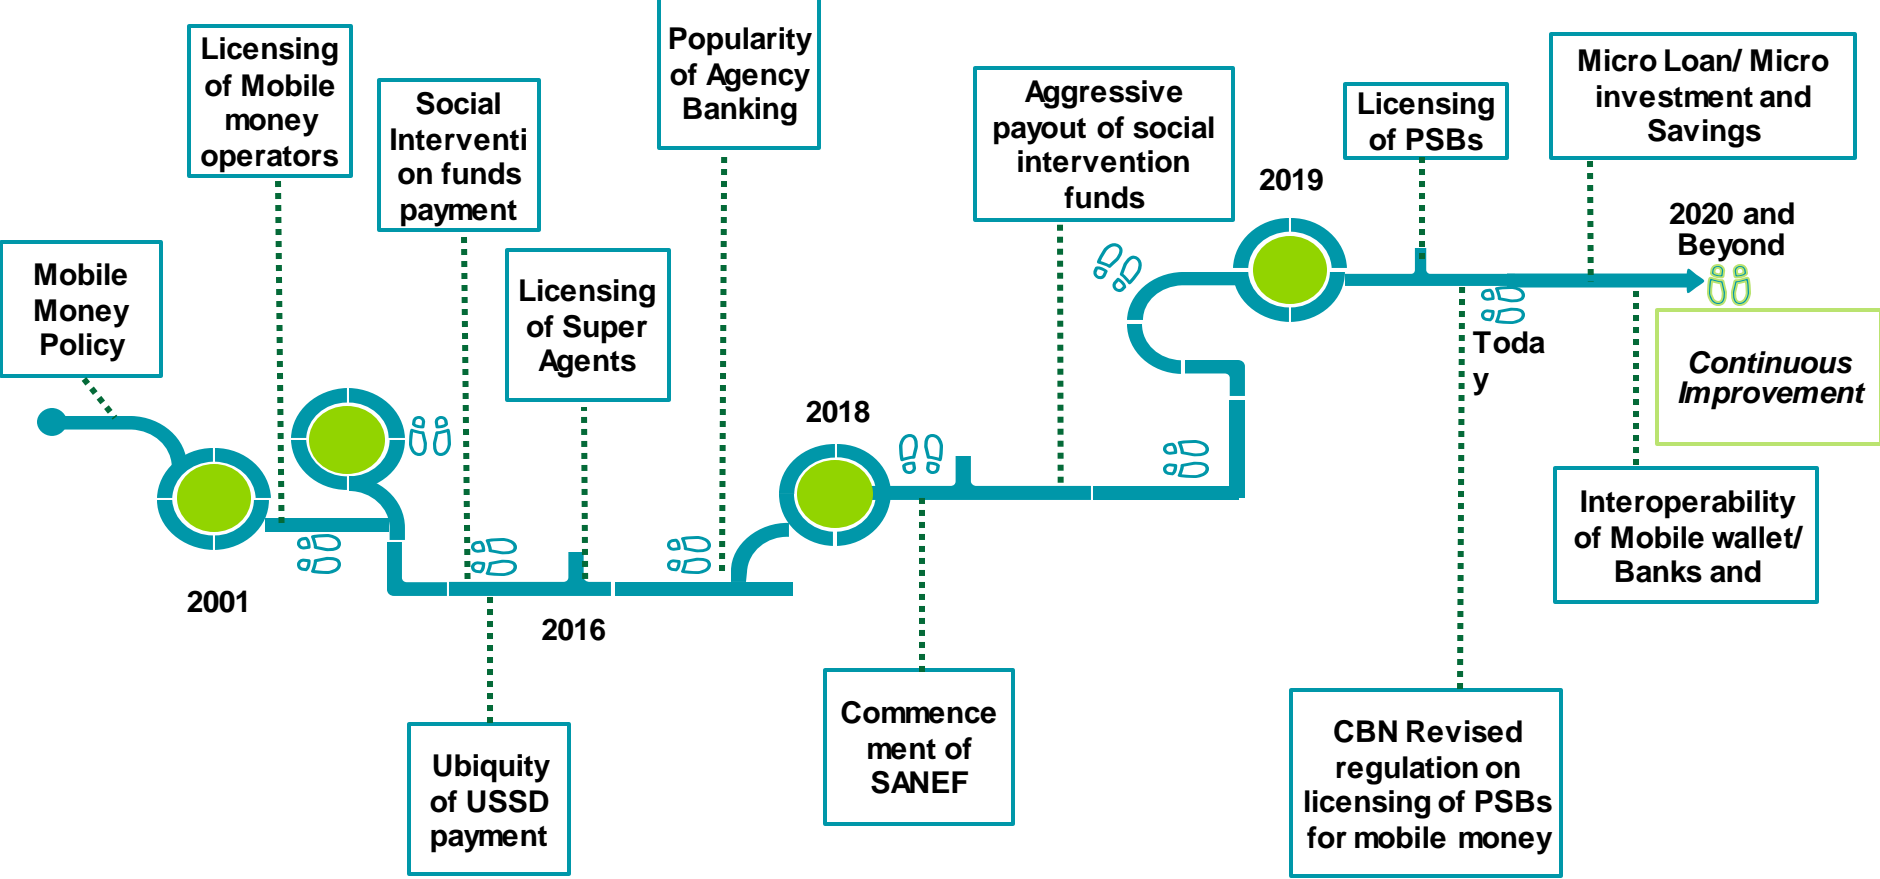 Mobile
Money
Policy
2001
Licensing
of Mobile
money
operators
Social
Interventi
on funds
payment
Ubiquity
of USSD
payment
Licensing
of Super
Agents
2016
Popularity
of Agency
Banking
2018
Commence
ment of
SANEF
Aggressive
payout of social
intervention
funds
2019
Licensing
of PSBs
CBN Revised
regulation on
licensing of PSBs
for mobile money
Toda
y
Micro Loan/ Micro
investment and
Savings
2020 and
Beyond
Continuous
Improvement
Interoperability
of Mobile wallet/
Banks and